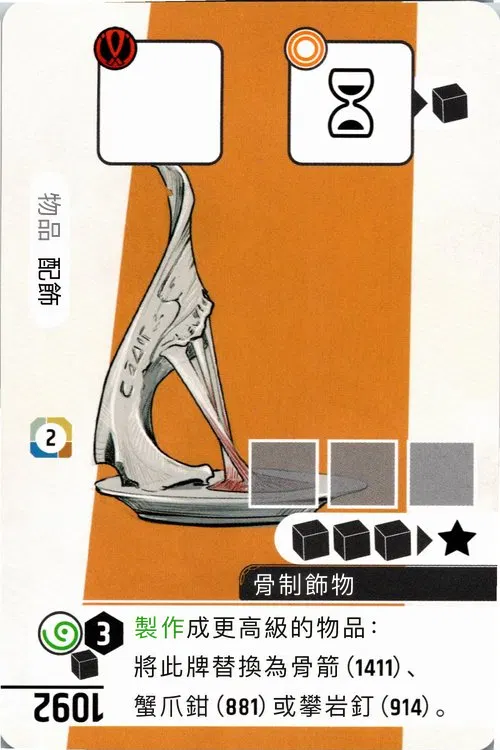 物品 配飾
2
骨制飾物
3
製作成更高級的物品：
將此牌替換為骨箭（1411）、
蟹爪鉗（881）或攀岩釘（914）。
1092